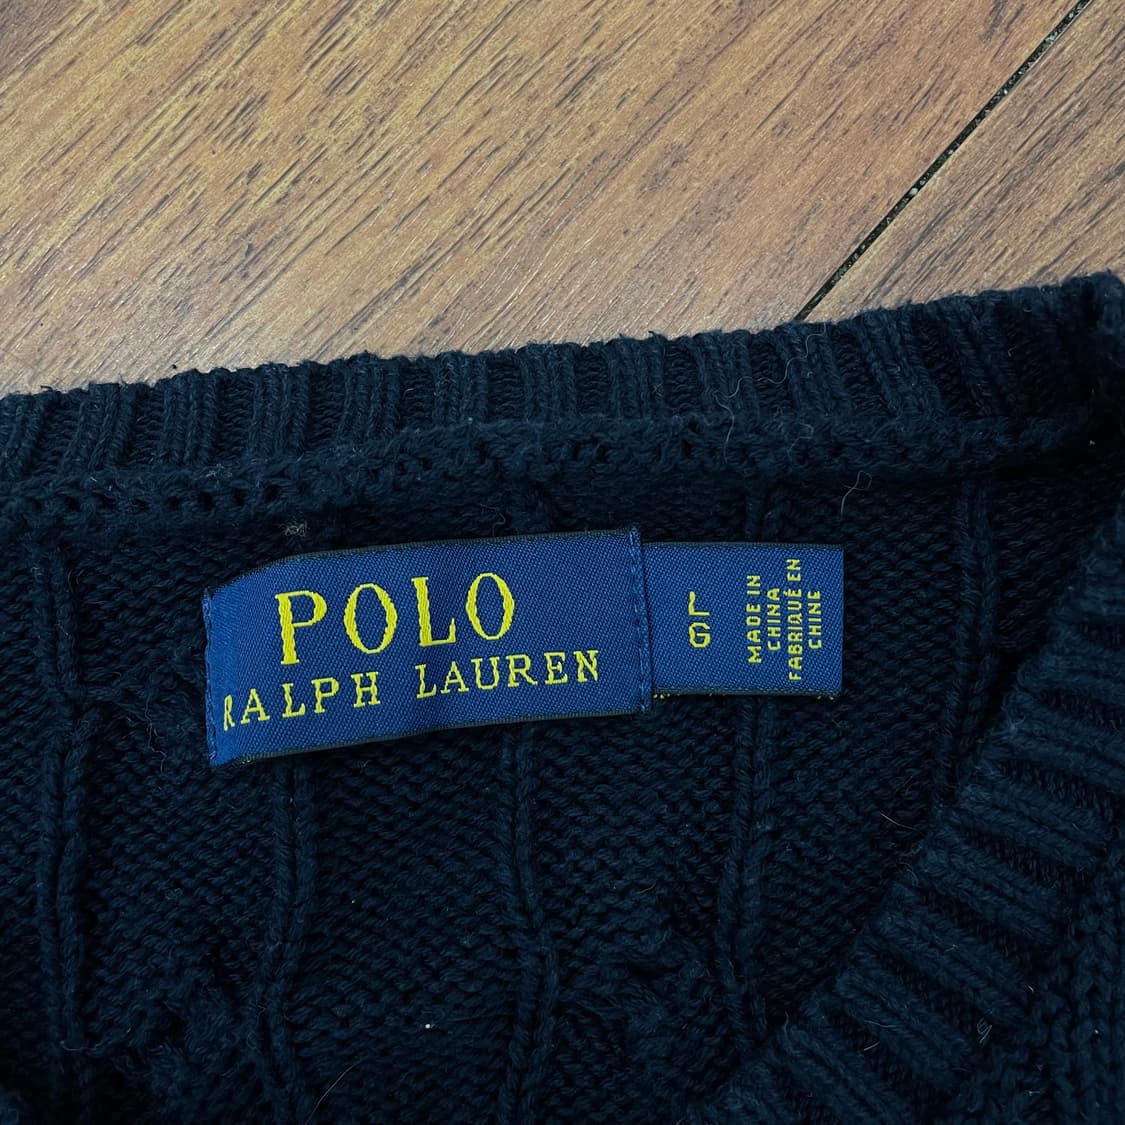 POLO
RALPH LAUREN
L
G
MADE IN
CHINA
FABRIQUÉ EN
CHINE